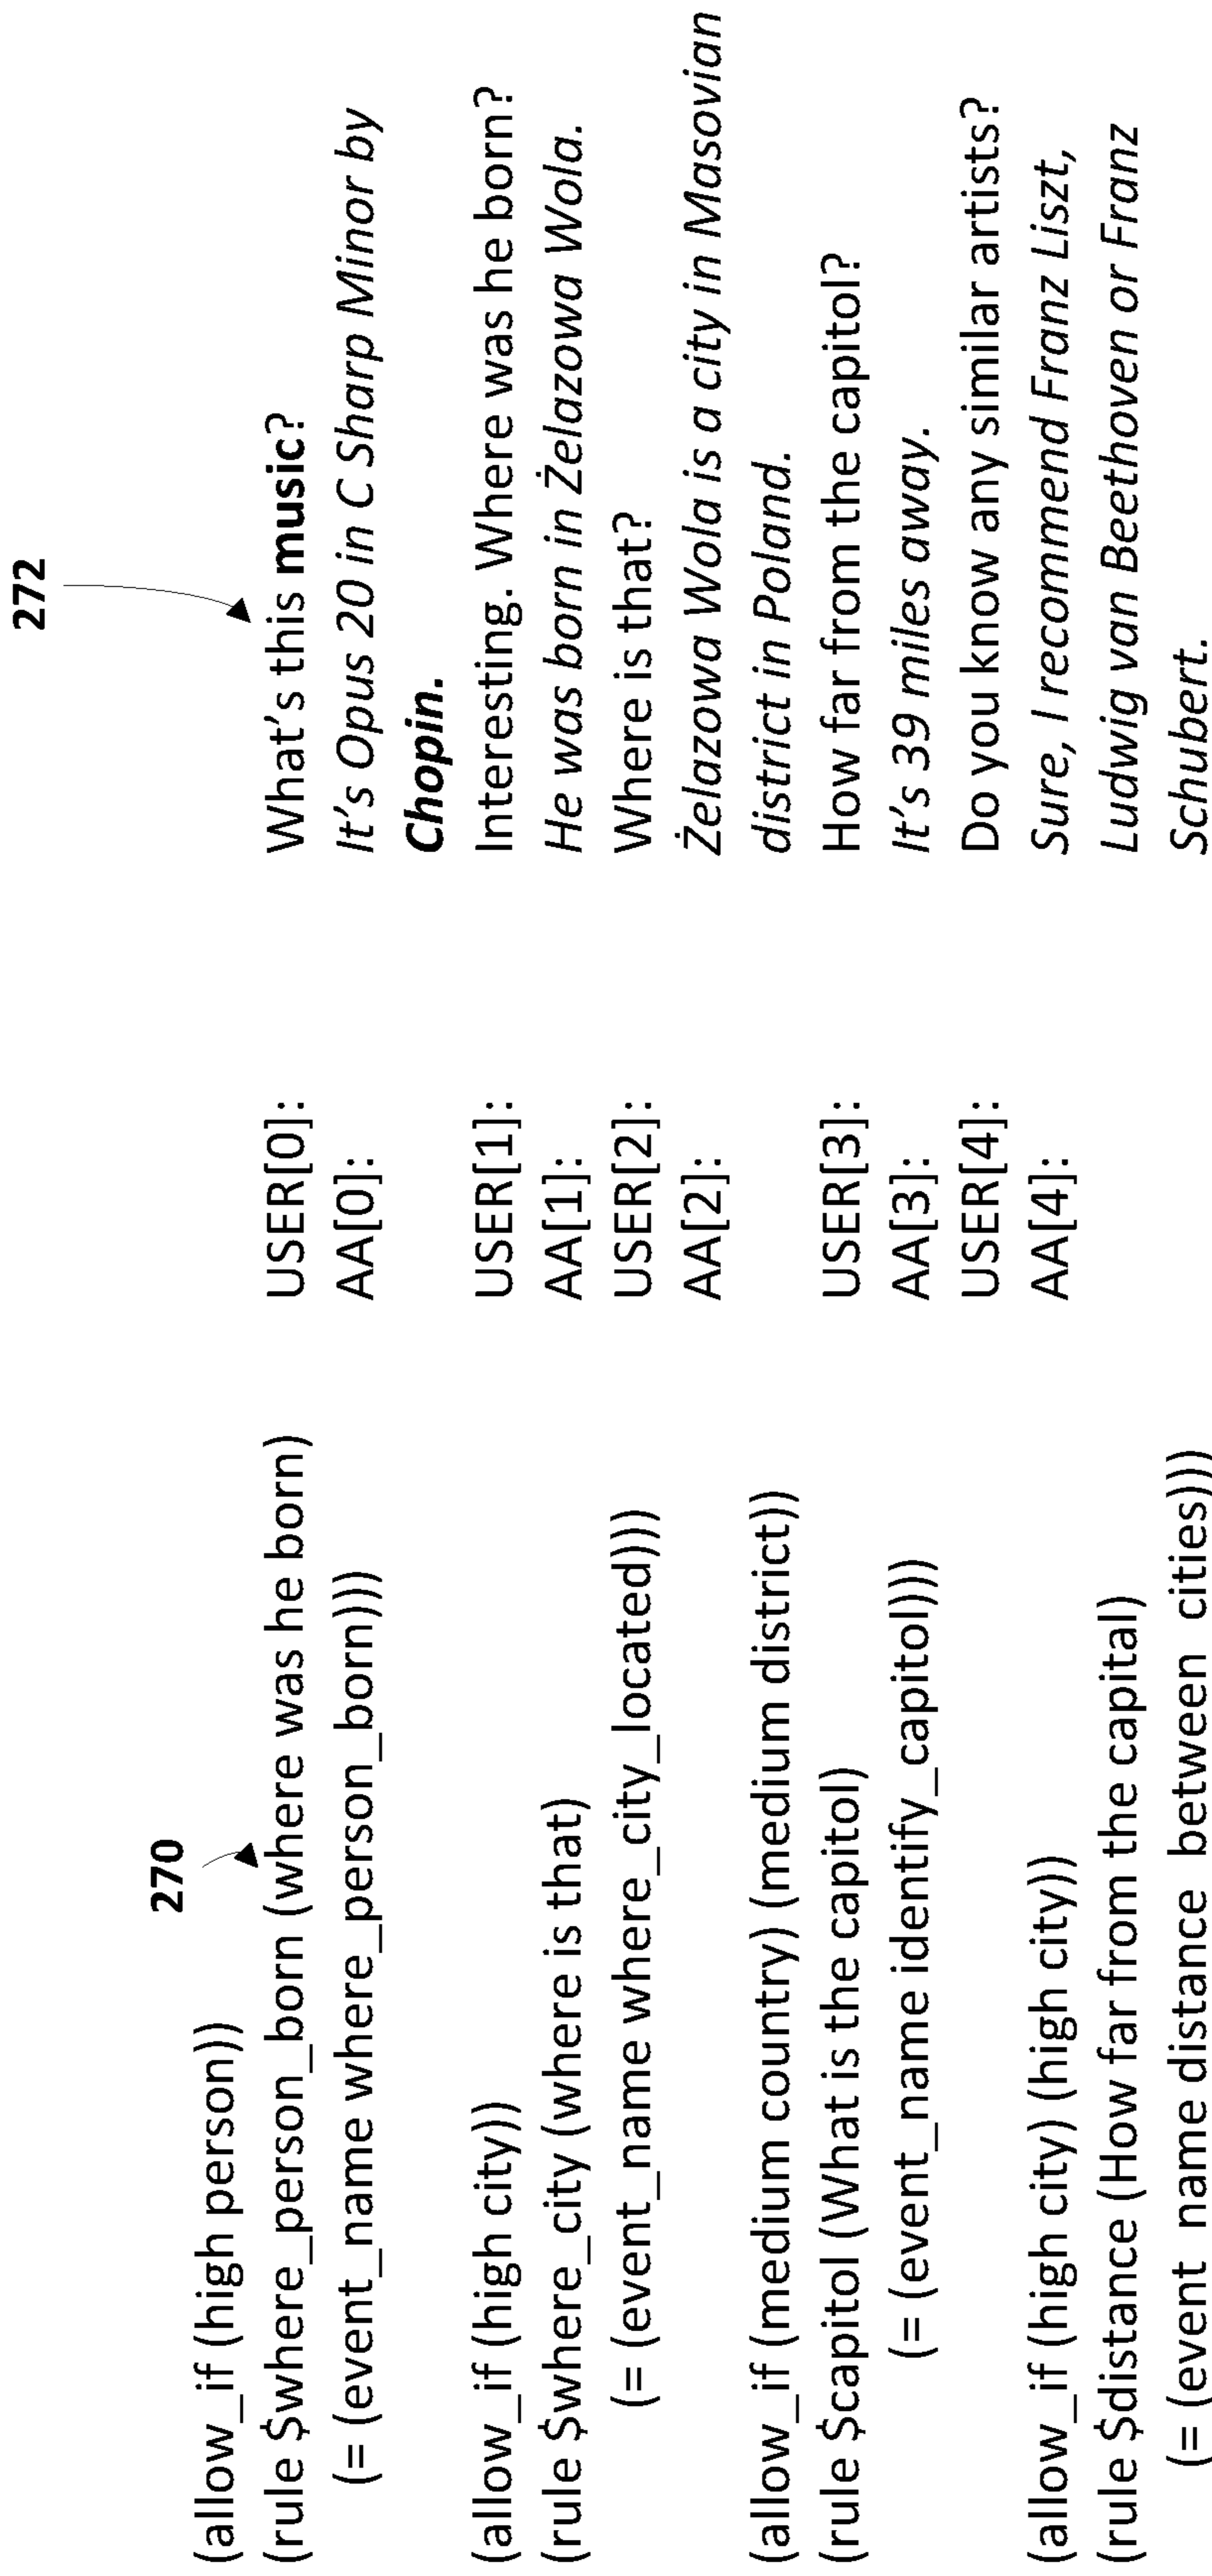 270
(allow_if (high person))
(rule $where_person_born (where was he born)
(= (event_name where_person_born)))
(allow_if (high city))
(rule $where_city (where is that)
(= (event_name where_city_located)))
(allow_if (medium country) (medium district))
(rule $capitol (What is the capitol)
(= (event_name identify_capitol))))
(allow_if (high city) (high city))
(rule $distance (How far from the capital)
(= (event name distance between cities)))
272
USER[0]: What's this music?
AA[0]: It's Opus 20 in C Sharp Minor by
Chopin.
USER[1]: Interesting. Where was he born?
AA[1]: He was born in Żelazowa Wola.
USER[2]: Where is that?
AA[2]: Żelazowa Wola is a city in Masovian
district in Poland.
USER[3]: How far from the capitol?
AA[3]: It's 39 miles away.
USER[4]: Do you know any similar artists?
AA[4]: Sure, I recommend Franz Liszt,
Ludwig van Beethoven or Franz
Schubert.